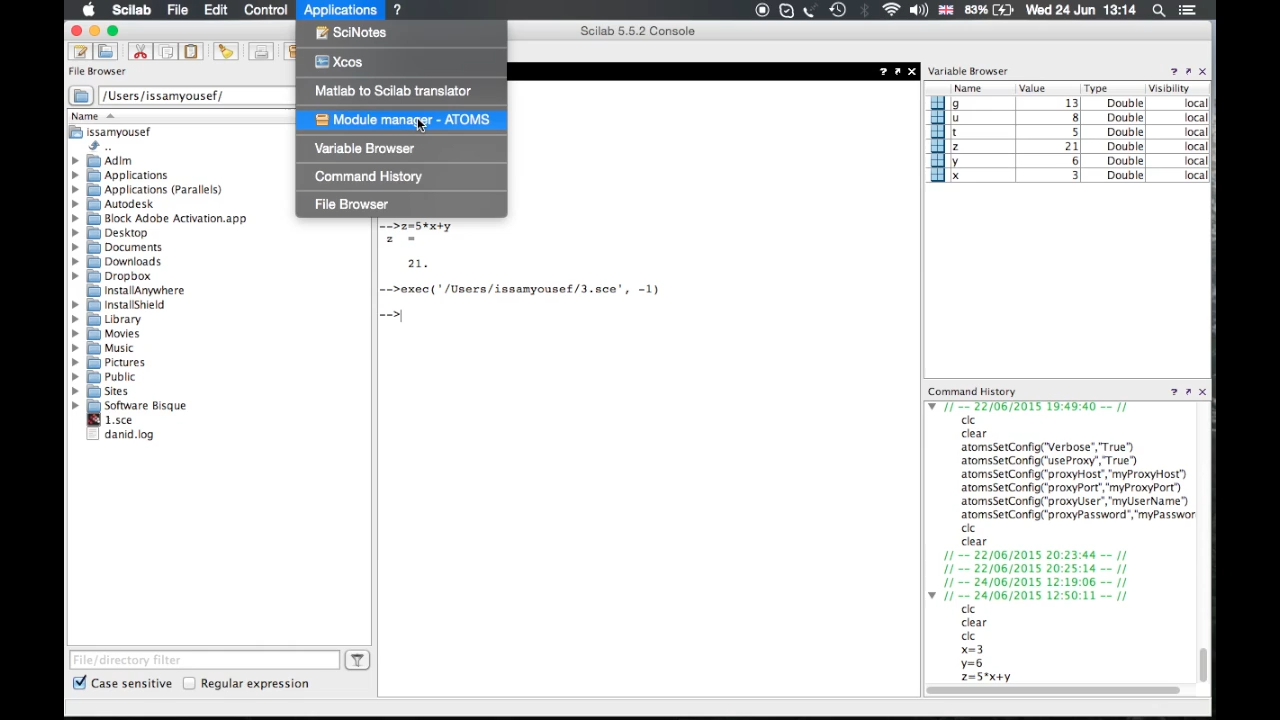 Scilab File Edit Control Applications ? 83% Wed 24 Jun 13:14
Scilab 5.5.2 Console
SciNotes
Xcos
Matlab to Scilab translator
Module manager - ATOMS
Variable Browser
Command History
File Browser
File Browser
/Users/issamyousef/
Name
issamyousef
..
Adlm
Applications
Applications (Parallels)
Autodesk
Block Adobe Activation.app
Desktop
Documents
Downloads
Dropbox
InstallAnywhere
InstallShield
Library
Movies
Music
Pictures
Public
Sites
Software Bisque
1.sce
danid.log
File/directory filter
Case sensitive Regular expression
? 
-->z=5*x+y
z =
21.
-->exec('/Users/issamyousef/3.sce', -1)
-->
Variable Browser ?
Name Value Type Visibility
g 13 Double local
u 8 Double local
t 5 Double local
z 21 Double local
y 6 Double local
x 3 Double local
Command History ?
// -- 22/06/2015 19:49:40 -- //
clc
clear
atomsSetConfig("Verbose","True")
atomsSetConfig("useProxy","True")
atomsSetConfig("proxyHost","myProxyHost")
atomsSetConfig("proxyPort","myProxyPort")
atomsSetConfig("proxyUser","myUserName")
atomsSetConfig("proxyPassword","myPasswor
clc
clear
// -- 22/06/2015 20:23:44 -- //
// -- 22/06/2015 20:25:14 -- //
// -- 24/06/2015 12:19:06 -- //
// -- 24/06/2015 12:50:11 -- //
clc
clear
clc
x=3
y=6
z=5*x+y